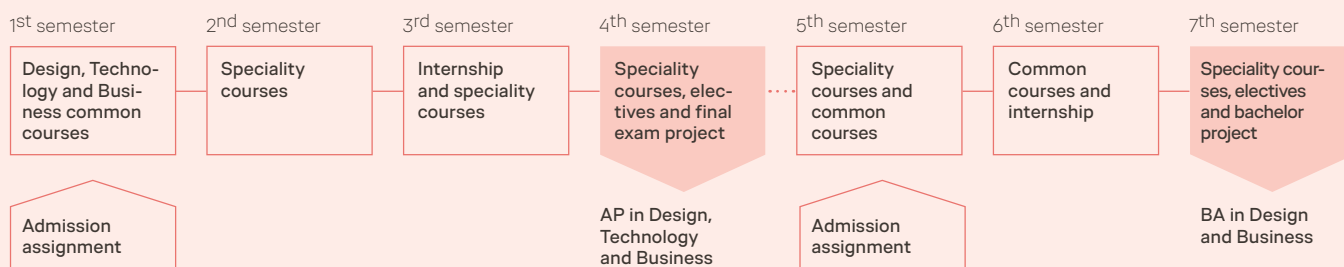 1st semester
Design, Techno-
logy and Busi-
ness common
courses
Admission
assignment
2nd semester
Speciality
courses
3rd semester
Internship
and speciality
courses
4th semester
Speciality
courses, elec-
tives and final
exam project
AP in Design,
Technology
and Business
5th semester
Speciality
courses and
common
courses
Admission
assignment
6th semester
Common
courses and
internship
7th semester
Speciality cour-
ses, electives
and bachelor
project
BA in Design
and Business